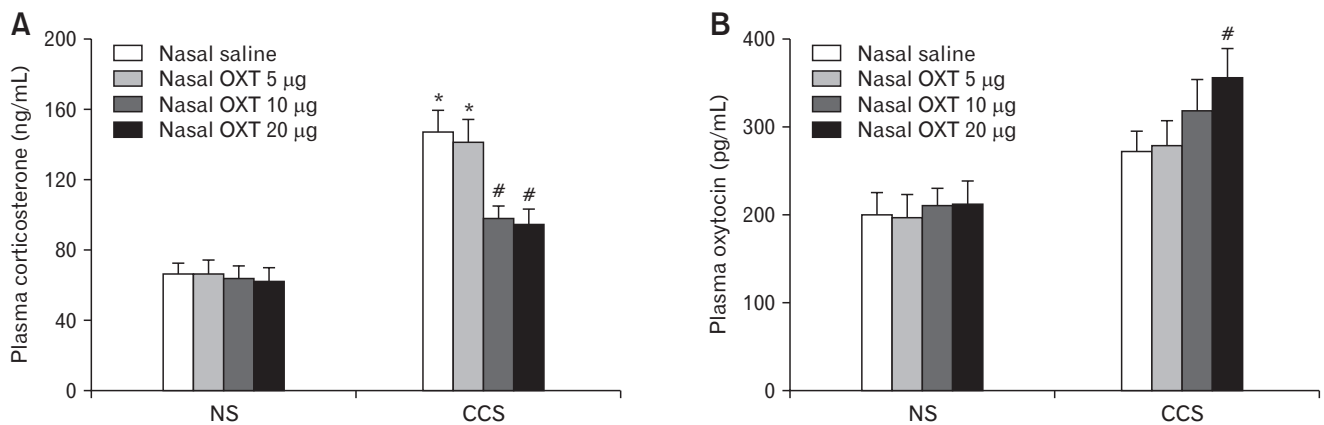 A
Plasma corticosterone (ng/mL)
200
160
120
80
40
0
Nasal saline
Nasal OXT 5 µg
Nasal OXT 10 µg
Nasal OXT 20 µg
* *
# #
NS CCS
B
Plasma oxytocin (pg/mL)
400
300
200
100
0
Nasal saline
Nasal OXT 5 µg
Nasal OXT 10 µg
Nasal OXT 20 µg
#
NS CCS